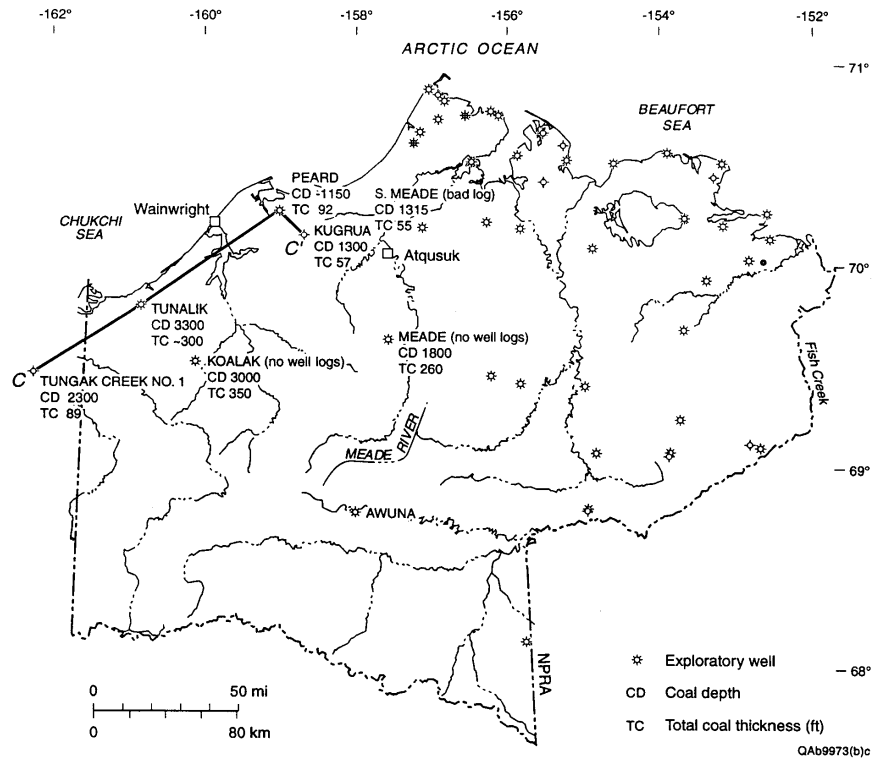 -162° -160° -158° -156° -154° -152°
ARCTIC OCEAN
71°
BEAUFORT
SEA
PEARD
CD ~1150
TC 92
S. MEADE (bad log)
CD 1315
TC 55
Wainwright
CHUKCHI
SEA
C'
KUGRUA
CD 1300
TC 57
Atqusuk
70°
TUNALIK
CD 3300
TC ~300
MEADE (no well logs)
CD 1800
TC 260
KOALAK (no well logs)
CD 3000
TC 350
C
TUNGAK CREEK NO. 1
CD 2300
TC 89
Fish Creek
MEADE RIVER
69°
AWUNA
NPRA
68°
0 50 mi
0 80 km
Exploratory well
CD Coal depth
TC Total coal thickness (ft)
QAb9973(b)c